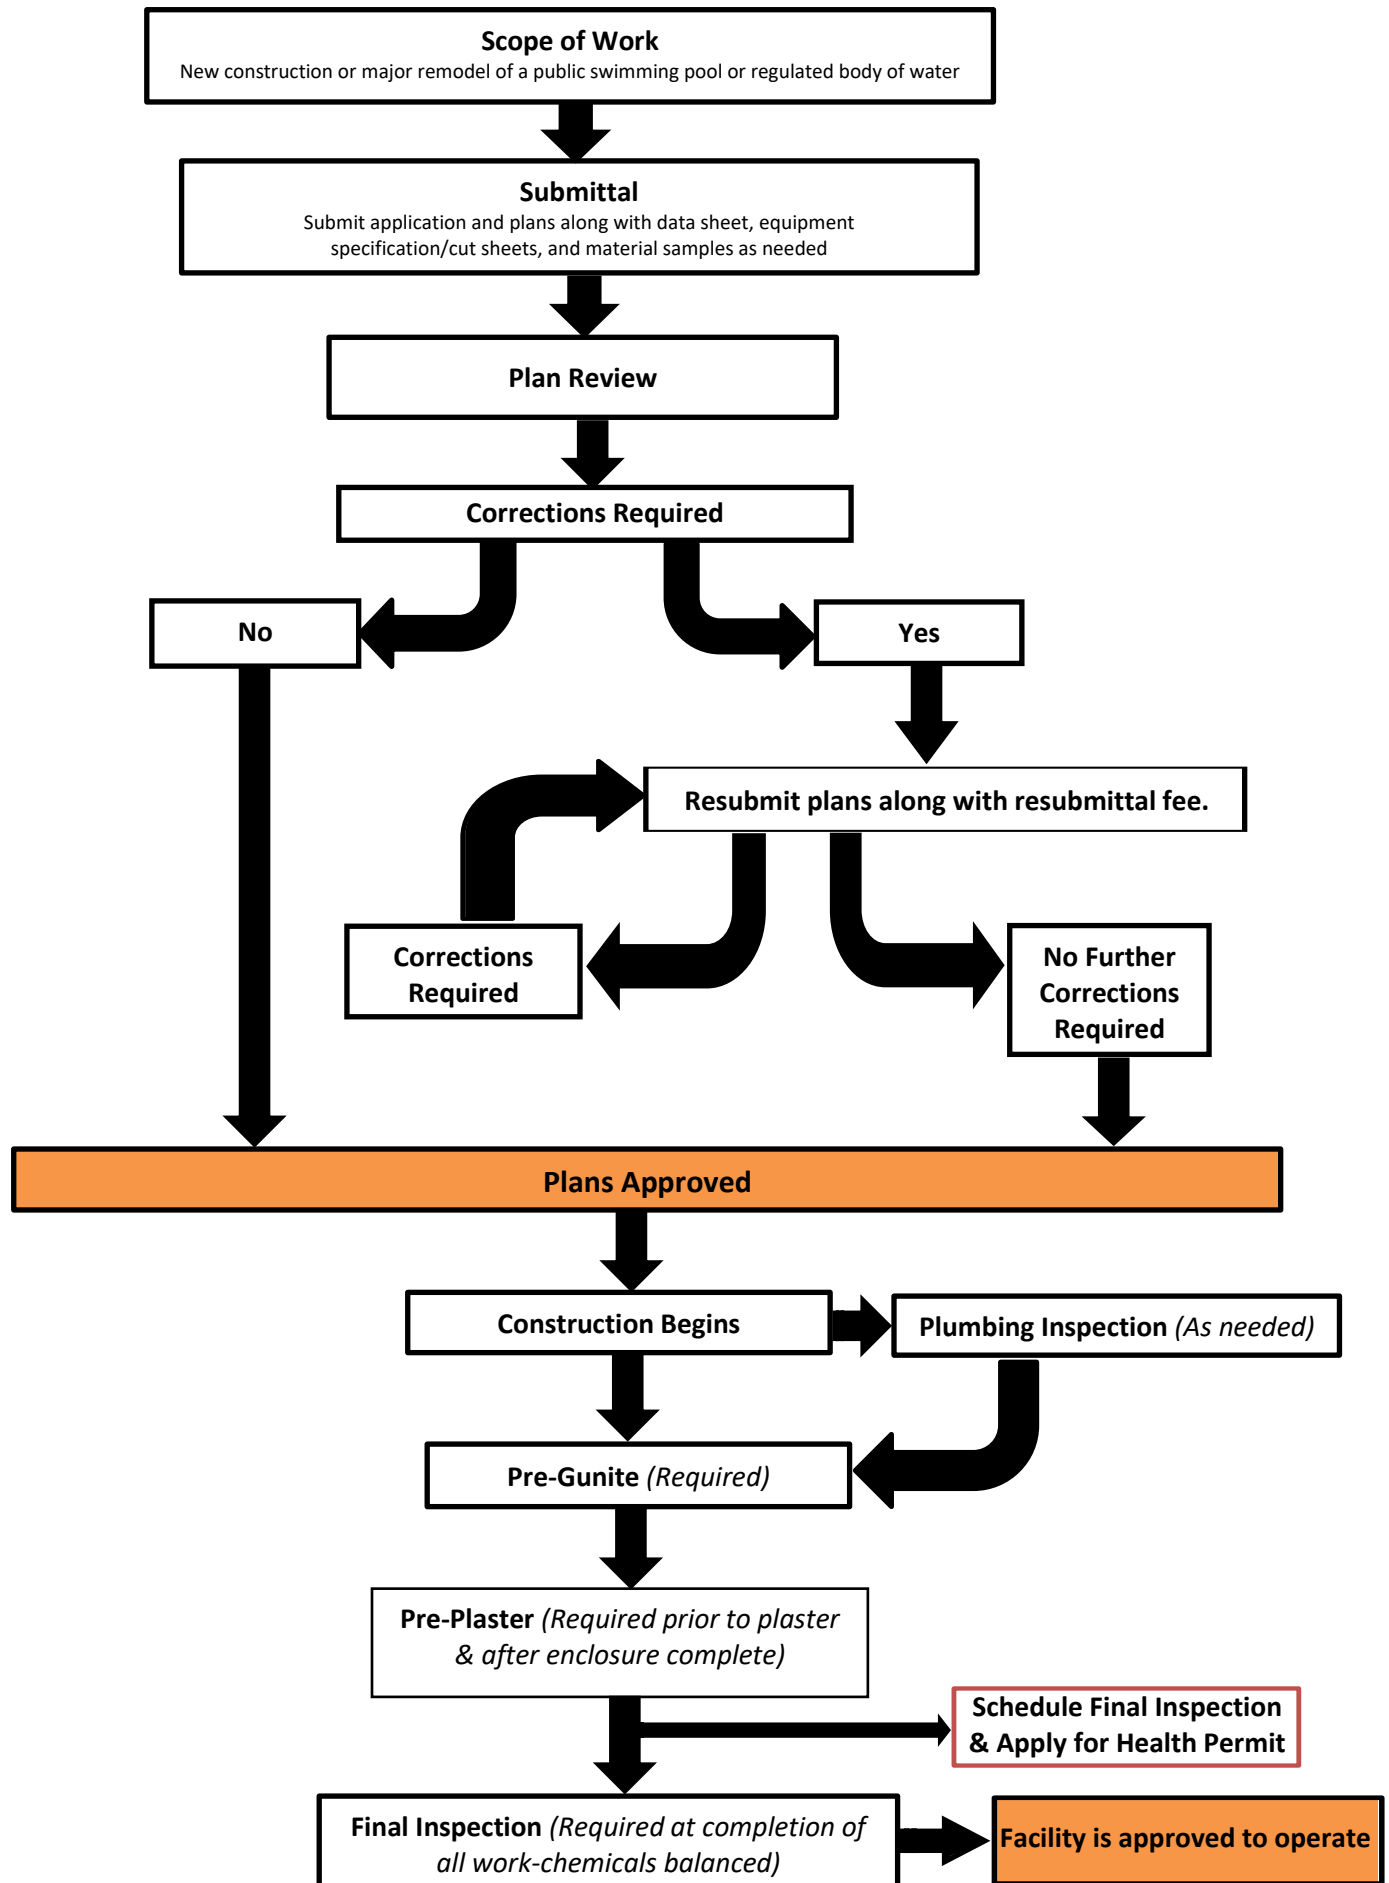 Scope of Work
New construction or major remodel of a public swimming pool or regulated body of water
Submittal
Submit application and plans along with data sheet, equipment
specification/cut sheets, and material samples as needed
Plan Review
Corrections Required
No
Yes
Resubmit plans along with resubmittal fee.
Corrections
Required
No Further
Corrections
Required
Plans Approved
Construction Begins
Plumbing Inspection (As needed)
Pre-Gunite (Required)
Pre-Plaster (Required prior to plaster
& after enclosure complete)
Schedule Final Inspection
& Apply for Health Permit
Final Inspection (Required at completion of
all work-chemicals balanced)
Facility is approved to operate